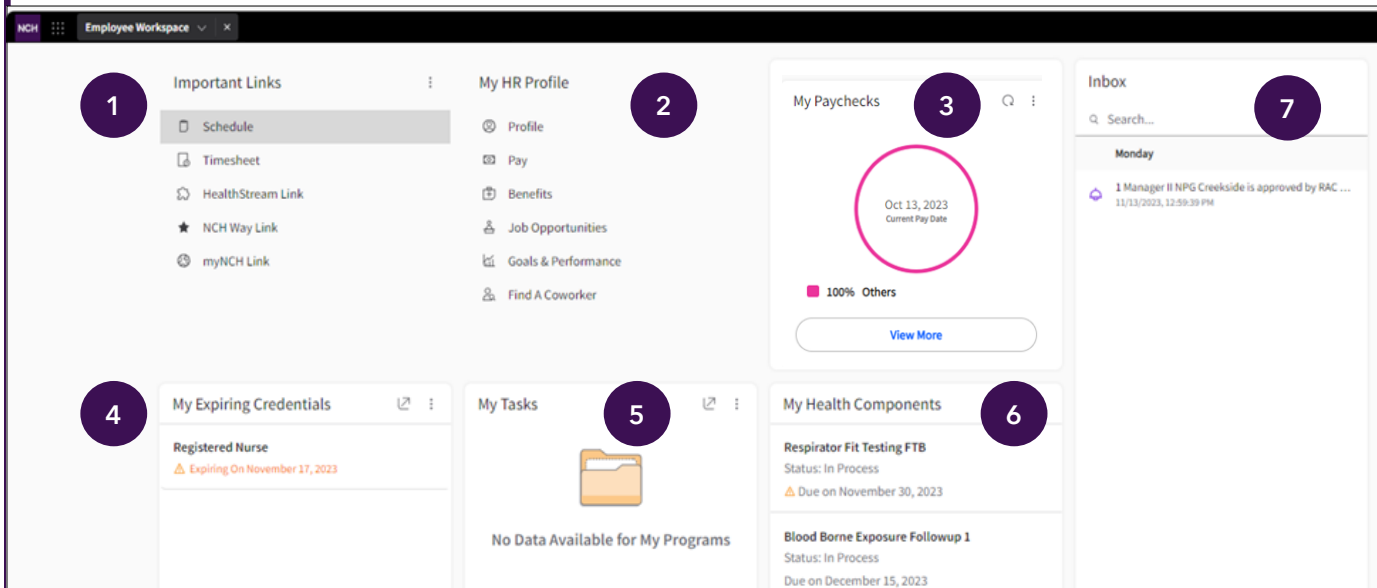 NCH
Employee Workspace
1
Important Links
Schedule
Timesheet
HealthStream Link
NCH Way Link
myNCH Link
2
My HR Profile
Profile
Pay
Benefits
Job Opportunities
Goals & Performance
Find A Coworker
3
My Paychecks
Oct 13, 2023
Current Pay Date
100% Others
View More
7
Inbox
Search...
Monday
1 Manager II NPG Creekside is approved by RAC ...
11/13/2023, 12:59:39 PM
4
My Expiring Credentials
Registered Nurse
Expiring On November 17, 2023
5
My Tasks
No Data Available for My Programs
6
My Health Components
Respirator Fit Testing FTB
Status: In Process
Due on November 30, 2023
Blood Borne Exposure Followup 1
Status: In Process
Due on December 15, 2023